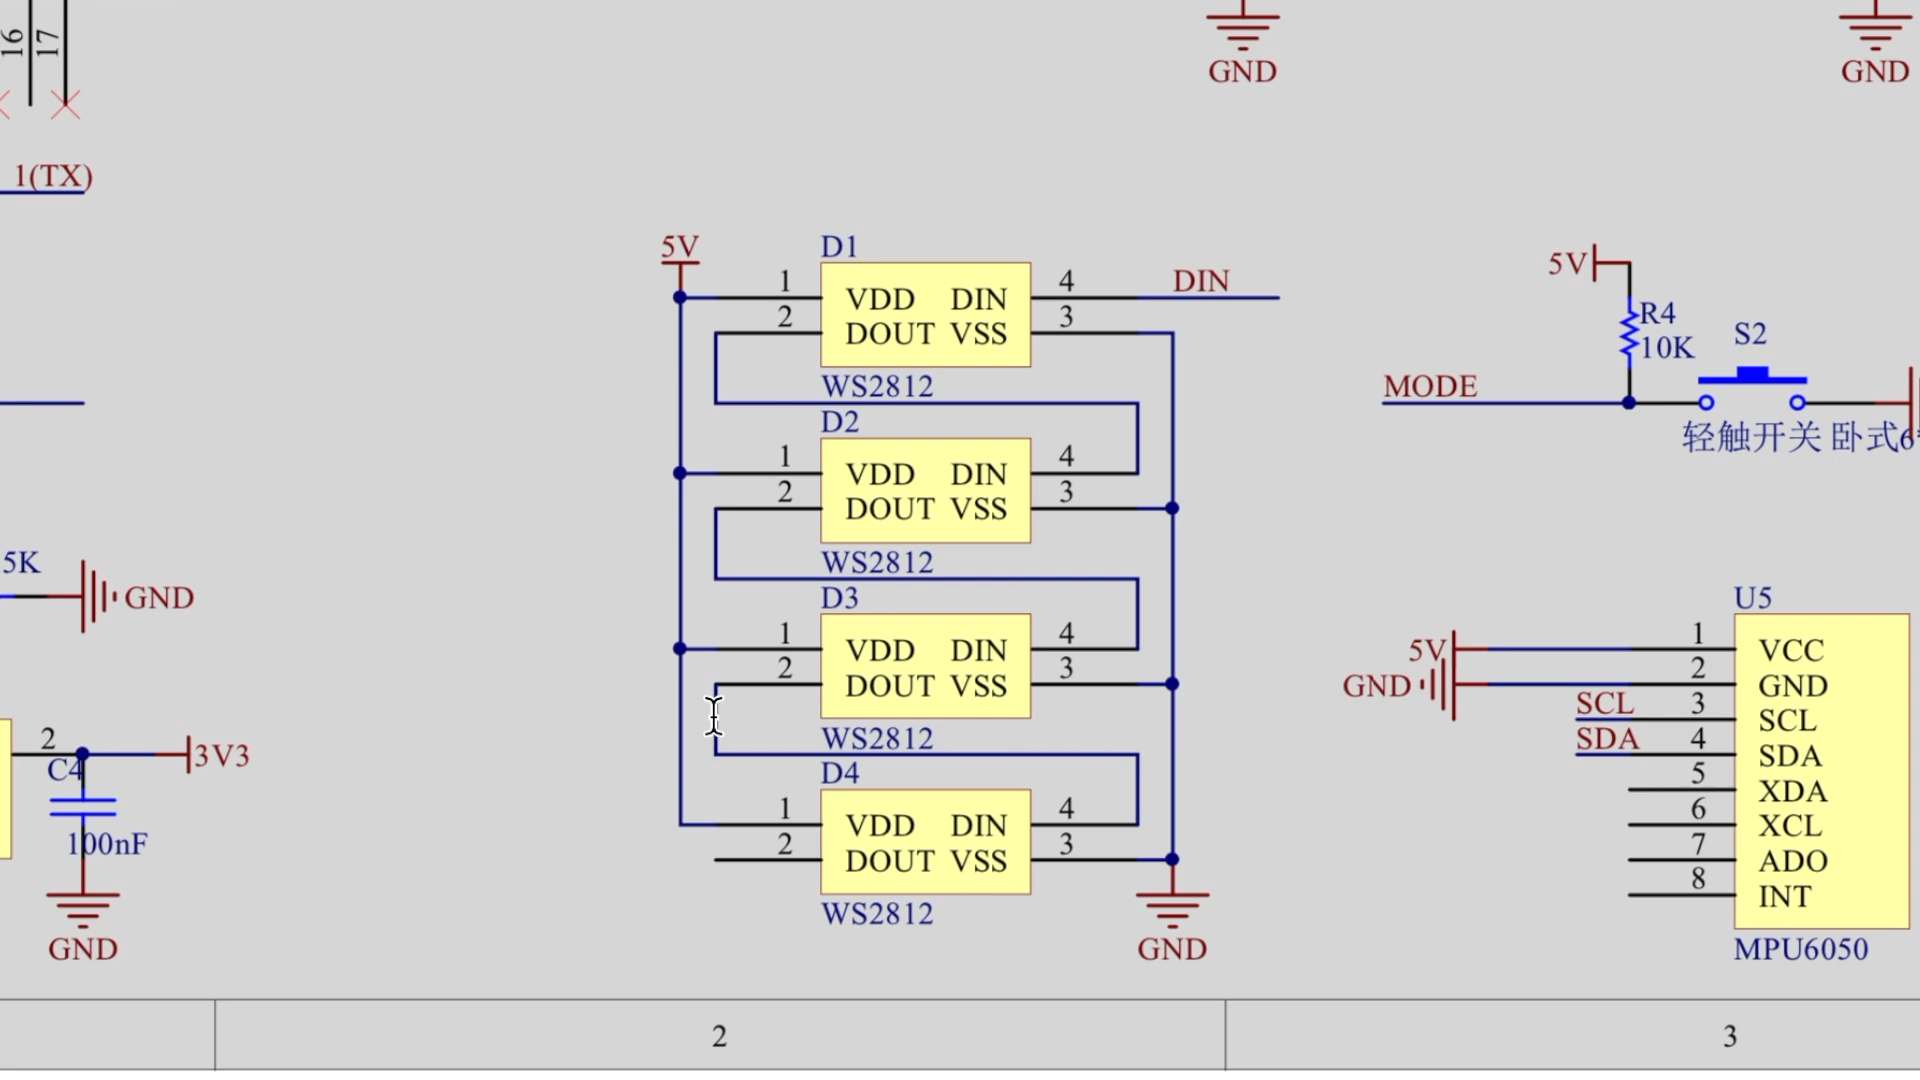 16
17
GND
GND
1(TX)
5V
D1
1
VDD
DIN
4
DIN
2
DOUT
VSS
3
WS2812
D2
1
VDD
DIN
4
2
DOUT
VSS
3
WS2812
D3
1
VDD
DIN
4
2
DOUT
VSS
3
WS2812
D4
1
VDD
DIN
4
2
DOUT
VSS
3
WS2812
GND
5V
R4
10K
S2
MODE
轻触开关 卧式6
5K
GND
2
C4
3V3
100nF
GND
U5
5V
1
VCC
GND
2
GND
SCL
3
SCL
SDA
4
SDA
5
XDA
6
XCL
7
ADO
8
INT
MPU6050
2
3